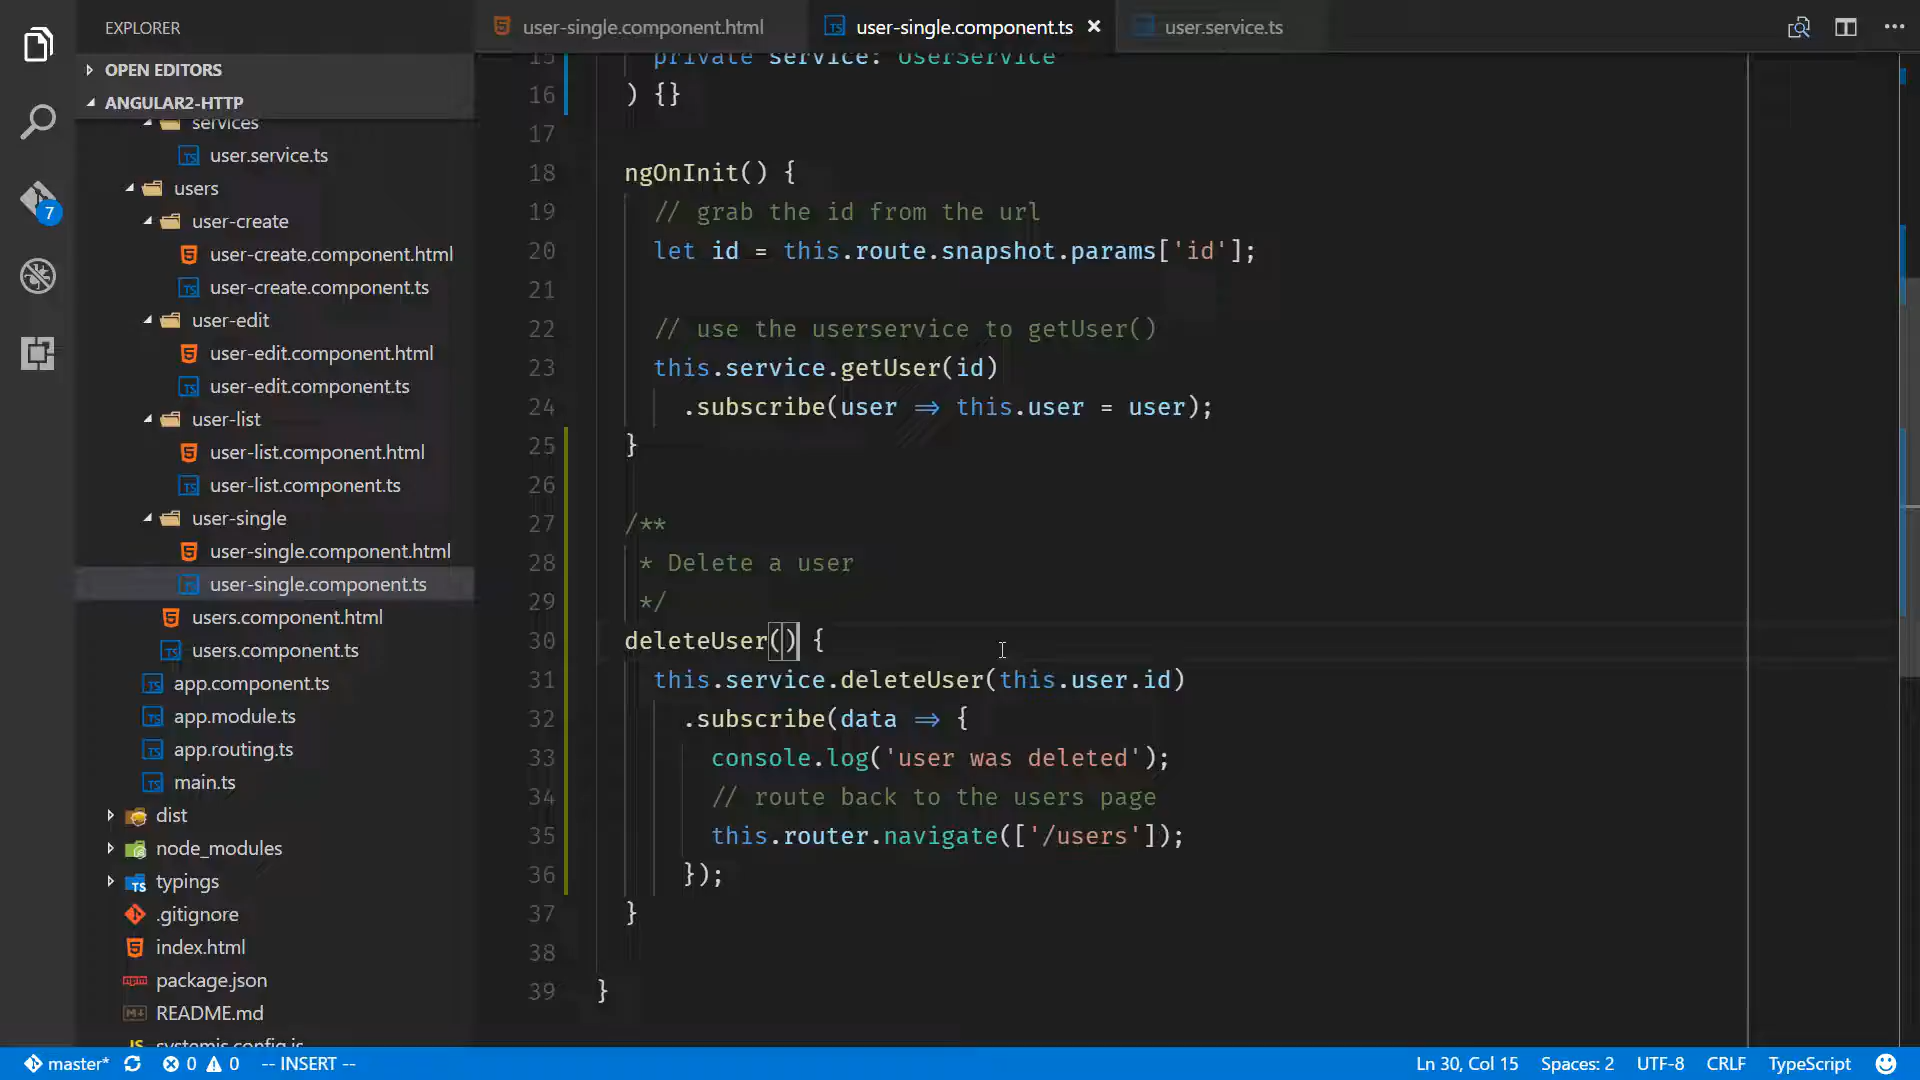 EXPLORER
OPEN EDITORS
ANGULAR2-HTTP
services
user.service.ts
users
user-create
user-create.component.html
user-create.component.ts
user-edit
user-edit.component.html
user-edit.component.ts
user-list
user-list.component.html
user-list.component.ts
user-single
user-single.component.html
user-single.component.ts
users.component.html
users.component.ts
app.component.ts
app.module.ts
app.routing.ts
main.ts
dist
node_modules
typings
.gitignore
index.html
package.json
README.md
systemjs.config.js
7
user-single.component.html
user-single.component.ts
user.service.ts
15 private service: UserService
16 ) {}
17
18 ngOnInit() {
19 // grab the id from the url
20 let id = this.route.snapshot.params['id'];
21
22 // use the userservice to getUser()
23 this.service.getUser(id)
24 .subscribe(user => this.user = user);
25 }
26
27 /**
28 * Delete a user
29 */
30 deleteUser() {
31 this.service.deleteUser(this.user.id)
32 .subscribe(data => {
33 console.log('user was deleted');
34 // route back to the users page
35 this.router.navigate(['/users']);
36 });
37 }
38
39 }
master* 0 0 -- INSERT -- Ln 30, Col 15 Spaces: 2 UTF-8 CRLF TypeScript